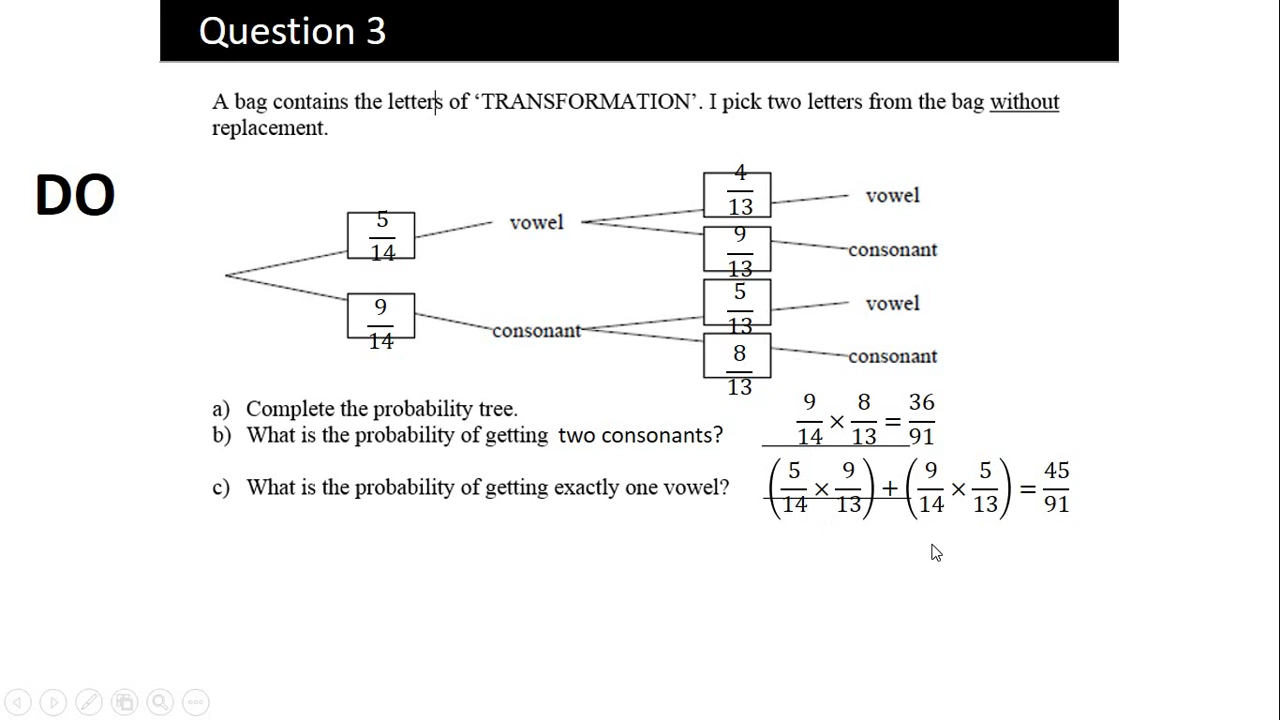 Question 3
A bag contains the letters of ‘TRANSFORMATION’. I pick two letters from the bag without
replacement.
DO
4/13 vowel
5/14 vowel
9/13 consonant
5/13 vowel
9/14 consonant
8/13 consonant
a) Complete the probability tree.
b) What is the probability of getting two consonants? 9/14 × 8/13 = 36/91
c) What is the probability of getting exactly one vowel? (5/14 × 9/13) + (9/14 × 5/13) = 45/91